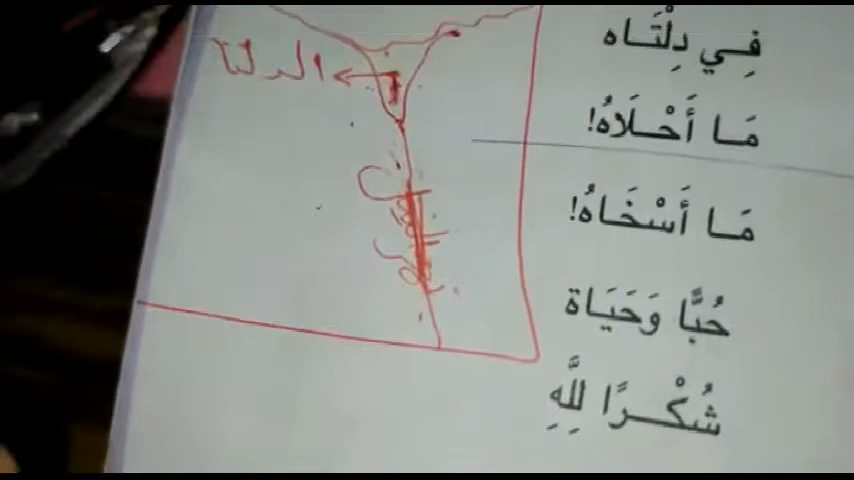 فِي دِلْتَاه
مَا أَحْلَاهُ!
مَا أَسْخَاهُ!
حُبًّا وَحَيَاة
شُكْرًا لِلَّهِ
الدلتا